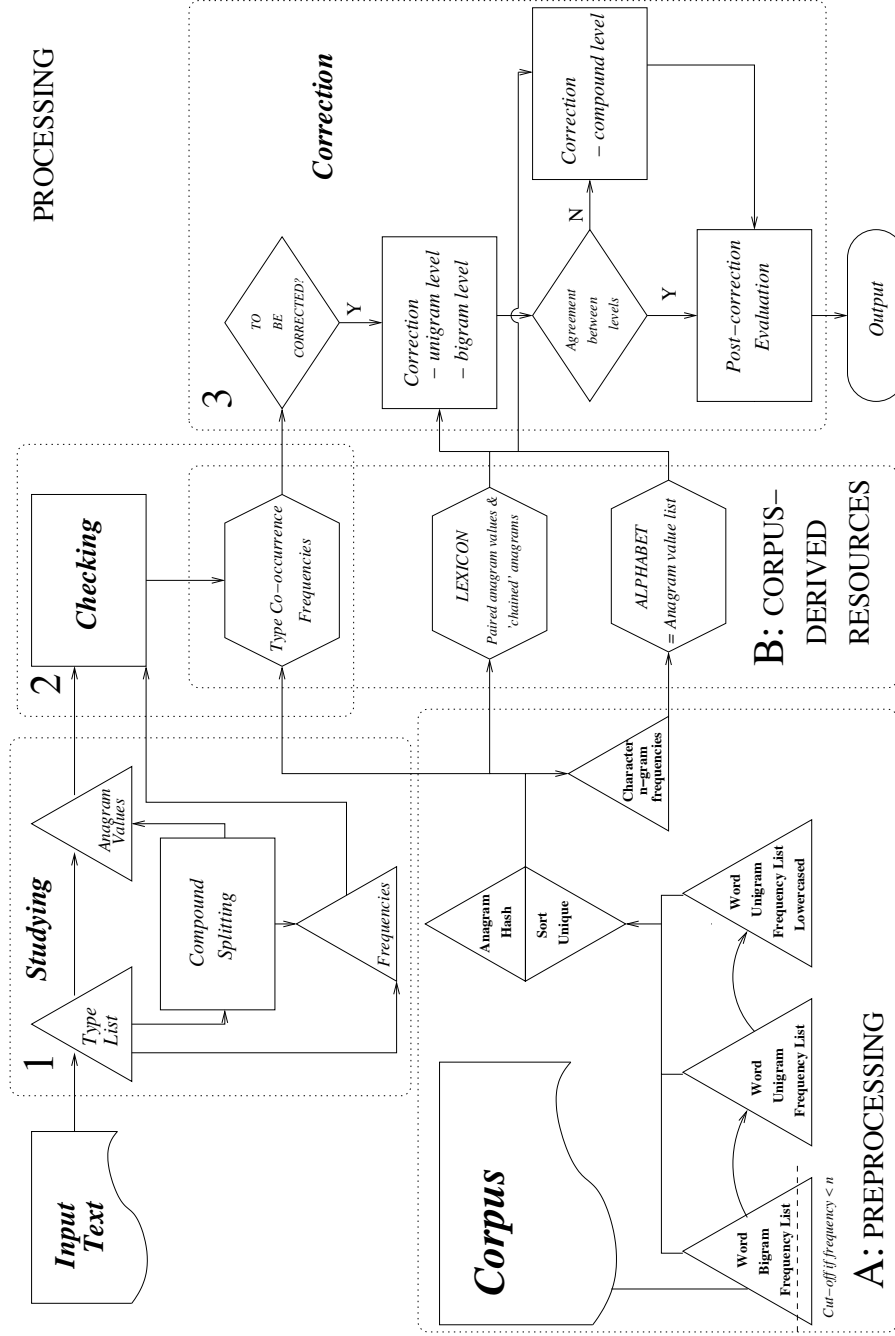 PROCESSING
Input
Text
1
Studying
Type
List
Anagram
Values
Compound
Splitting
Frequencies
2
Checking
Type Co−occurrence
Frequencies
3
TO
BE
CORRECTED?
Y
Correction
Correction
− unigram level
− bigram level
Agreement
between
levels
N
Y
Correction
− compound level
Post−correction
Evaluation
Output
Corpus
Anagram
Hash
Sort
Unique
Character
n−gram
frequencies
LEXICON
Paired anagram values &
'chained' anagrams
ALPHABET
= Anagram value list
B: CORPUS−
DERIVED
RESOURCES
Word
Bigram
Frequency List
Cut−off if frequency < n
Word
Unigram
Frequency List
Word
Unigram
Frequency List
Lowercased
A: PREPROCESSING